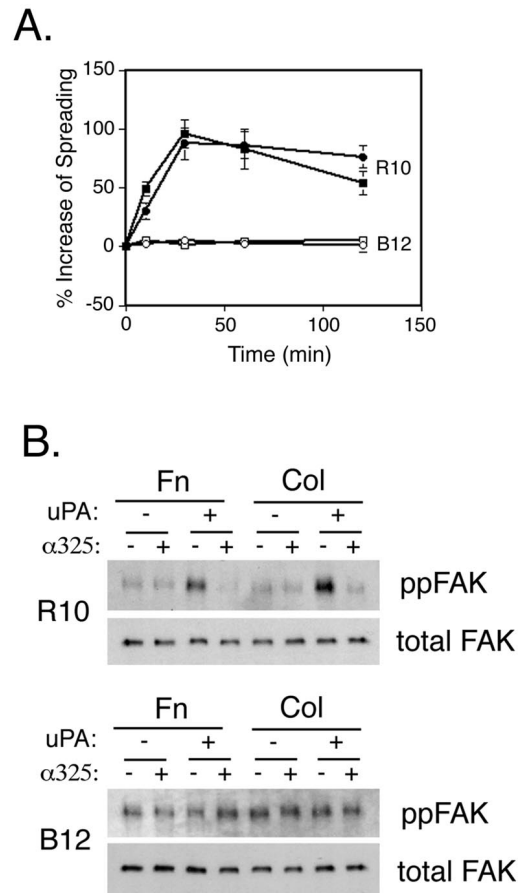 A.
150
100
50
0
-50
% Increase of Spreading
R10
B12
0 50 100 150
Time (min)
B.
Fn Col
uPA: - + - +
α325: - + - + - + - +
R10
ppFAK
total FAK
Fn Col
uPA: - + - +
α325: - + - + - + - +
B12
ppFAK
total FAK